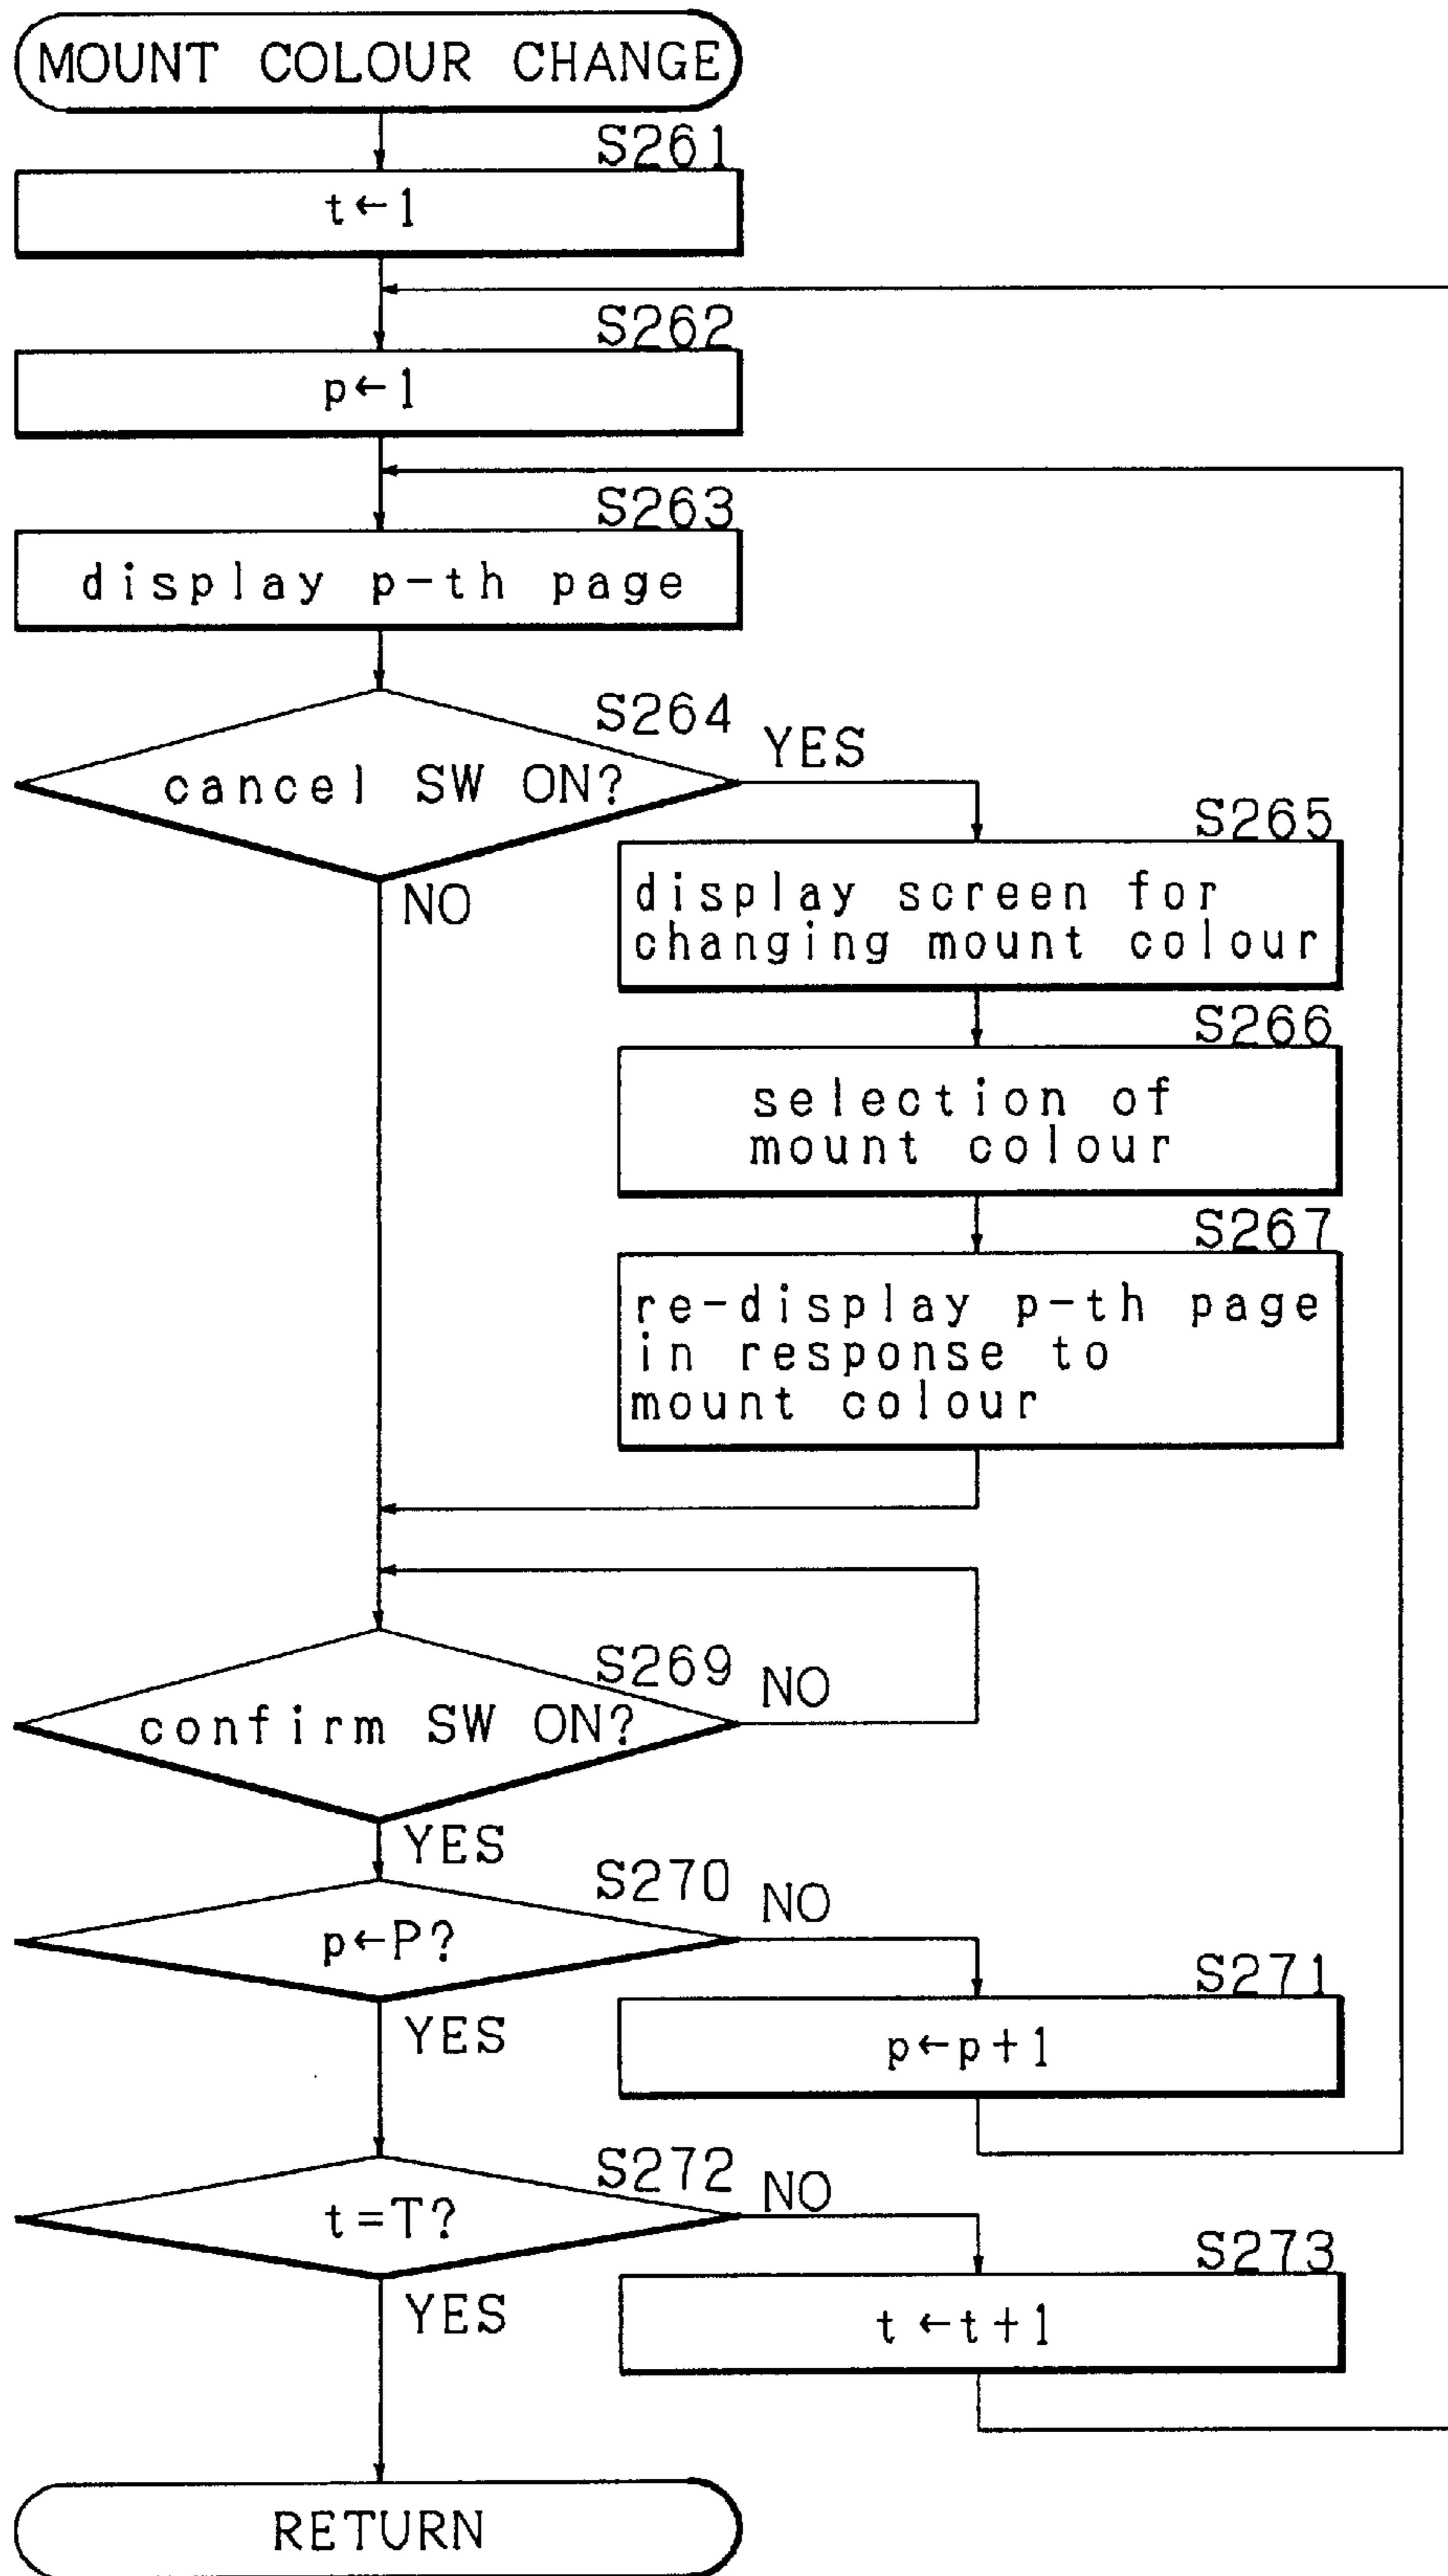 MOUNT COLOUR CHANGE
S261
t←1
S262
p←1
S263
display p-th page
S264
cancel SW ON?
YES
NO
S265
display screen for
changing mount colour
S266
selection of
mount colour
S267
re-display p-th page
in response to
mount colour
S269
confirm SW ON?
NO
YES
S270
p←P?
NO
YES
S271
p←p+1
S272
t=T?
NO
YES
S273
t←t+1
RETURN